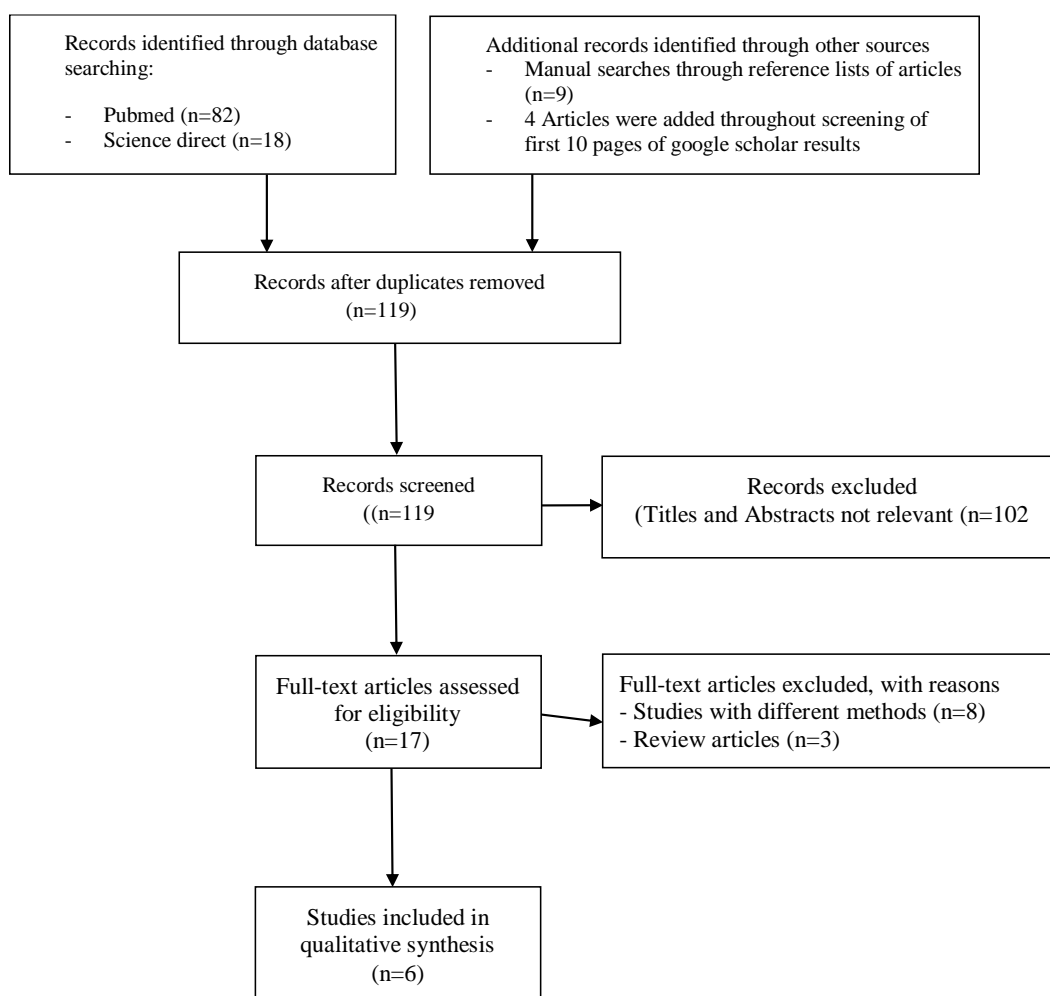 Records identified through database
searching:
- Pubmed (n=82)
- Science direct (n=18)
Additional records identified through other sources
- Manual searches through reference lists of articles
(n=9)
- 4 Articles were added throughout screening of
first 10 pages of google scholar results
Records after duplicates removed
(n=119)
Records screened
((n=119
Records excluded
(Titles and Abstracts not relevant (n=102
Full-text articles assessed
for eligibility
(n=17)
Full-text articles excluded, with reasons
- Studies with different methods (n=8)
- Review articles (n=3)
Studies included in
qualitative synthesis
(n=6)